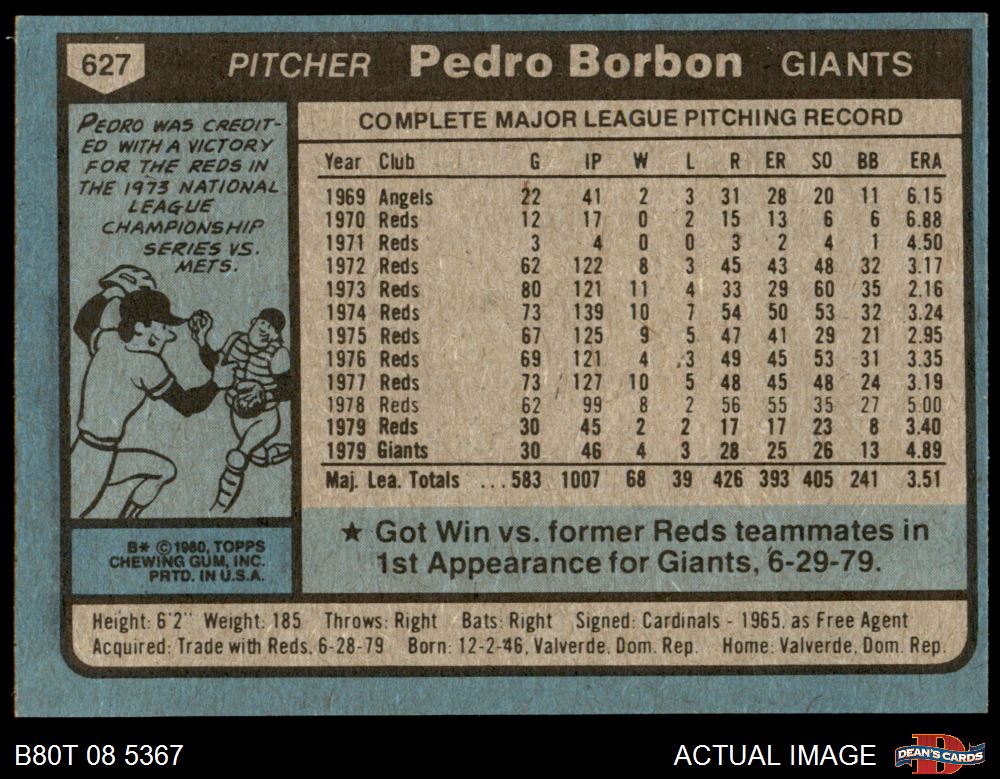 627 PITCHER Pedro Borbon GIANTS
PEDRO WAS CREDIT-
ED WITH A VICTORY
FOR THE REDS IN
THE 1973 NATIONAL
LEAGUE
CHAMPIONSHIP
SERIES VS.
METS.
B* © 1980, TOPPS
CHEWING GUM, INC.
PRTD. IN U.S.A.
COMPLETE MAJOR LEAGUE PITCHING RECORD
Year Club G IP W L R ER SO BB ERA
1969 Angels 22 41 2 3 31 28 20 11 6.15
1970 Reds 12 17 0 2 15 13 6 6 6.88
1971 Reds 3 4 0 0 3 2 4 1 4.50
1972 Reds 62 122 8 3 45 43 48 32 3.17
1973 Reds 80 121 11 4 33 29 60 35 2.16
1974 Reds 73 139 10 7 54 50 53 32 3.24
1975 Reds 67 125 9 5 47 41 29 21 2.95
1976 Reds 69 121 4 3 49 45 53 31 3.35
1977 Reds 73 127 10 5 48 45 48 24 3.19
1978 Reds 62 99 8 2 56 55 35 27 5.00
1979 Reds 30 45 2 2 17 17 23 8 3.40
1979 Giants 30 46 4 3 28 25 26 13 4.89
Maj. Lea. Totals ... 583 1007 68 39 426 393 405 241 3.51
★ Got Win vs. former Reds teammates in
1st Appearance for Giants, 6-29-79.
Height: 6'2" Weight: 185 Throws: Right Bats: Right Signed: Cardinals - 1965, as Free Agent
Acquired: Trade with Reds, 6-28-79 Born: 12-2-46, Valverde, Dom. Rep. Home: Valverde, Dom. Rep.
B80T 08 5367 ACTUAL IMAGE DEAN'S CARDS